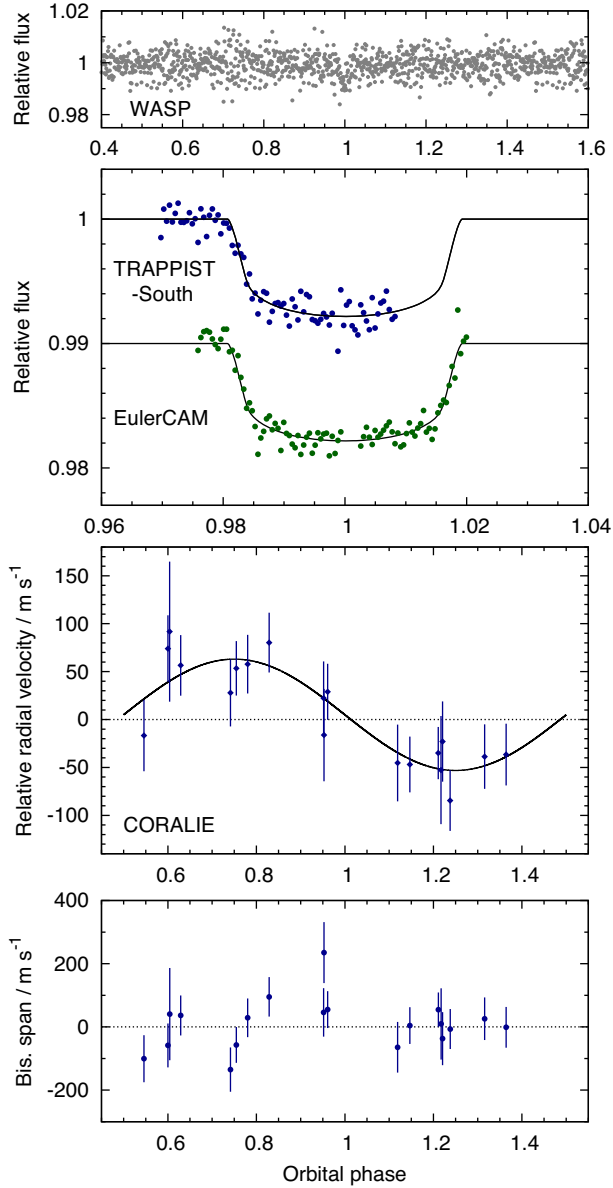 1.02
1
0.98
Relative flux
WASP
0.4 0.6 0.8 1 1.2 1.4 1.6
1
0.99
0.98
Relative flux
TRAPPIST
-South
EulerCAM
0.96 0.98 1 1.02 1.04
150
100
50
0
-50
-100
Relative radial velocity / m s⁻¹
CORALIE
0.6 0.8 1 1.2 1.4
400
200
0
-200
Bis. span / m s⁻¹
0.6 0.8 1 1.2 1.4
Orbital phase